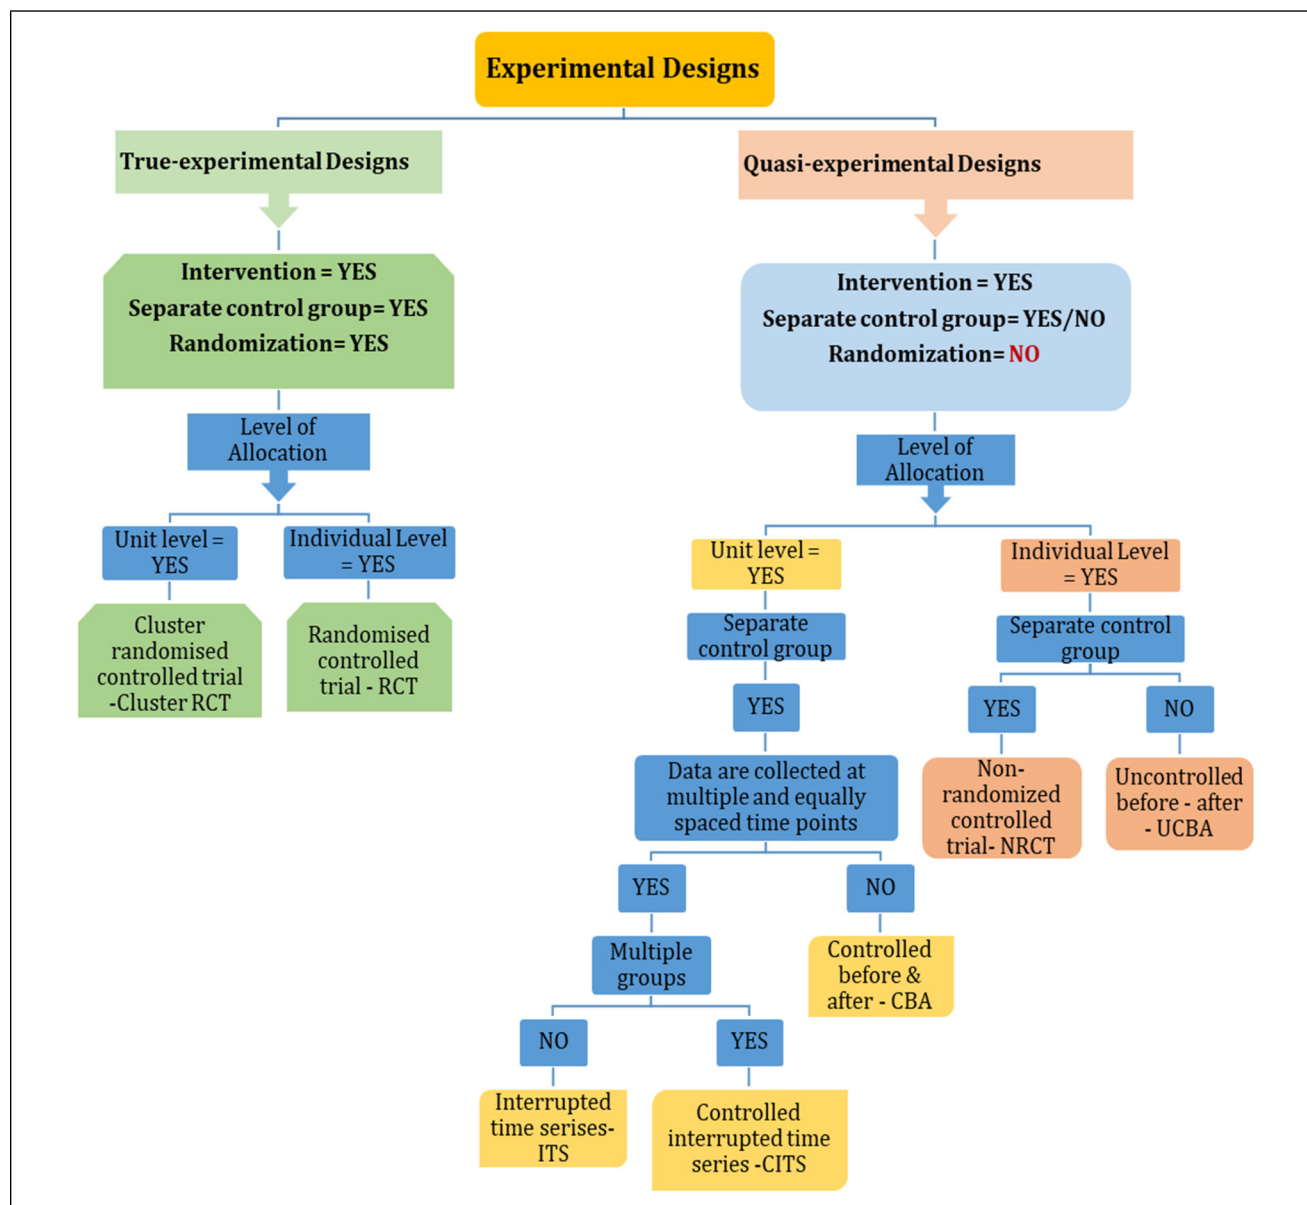 Experimental Designs
True-experimental Designs
Intervention = YES
Separate control group= YES
Randomization= YES
Level of
Allocation
Unit level =
YES
Individual Level
= YES
Cluster
randomised
controlled trial
-Cluster RCT
Randomised
controlled
trial - RCT
Quasi-experimental Designs
Intervention = YES
Separate control group= YES/NO
Randomization= NO
Level of
Allocation
Unit level =
YES
Separate
control group
YES
Data are collected at
multiple and equally
spaced time points
YES
Multiple
groups
NO
Interrupted
time serises-
ITS
YES
Controlled
interrupted time
series -CITS
NO
Controlled
before &
after - CBA
Individual Level
= YES
Separate control
group
YES
Non-
randomized
controlled
trial- NRCT
NO
Uncontrolled
before - after
- UCBA